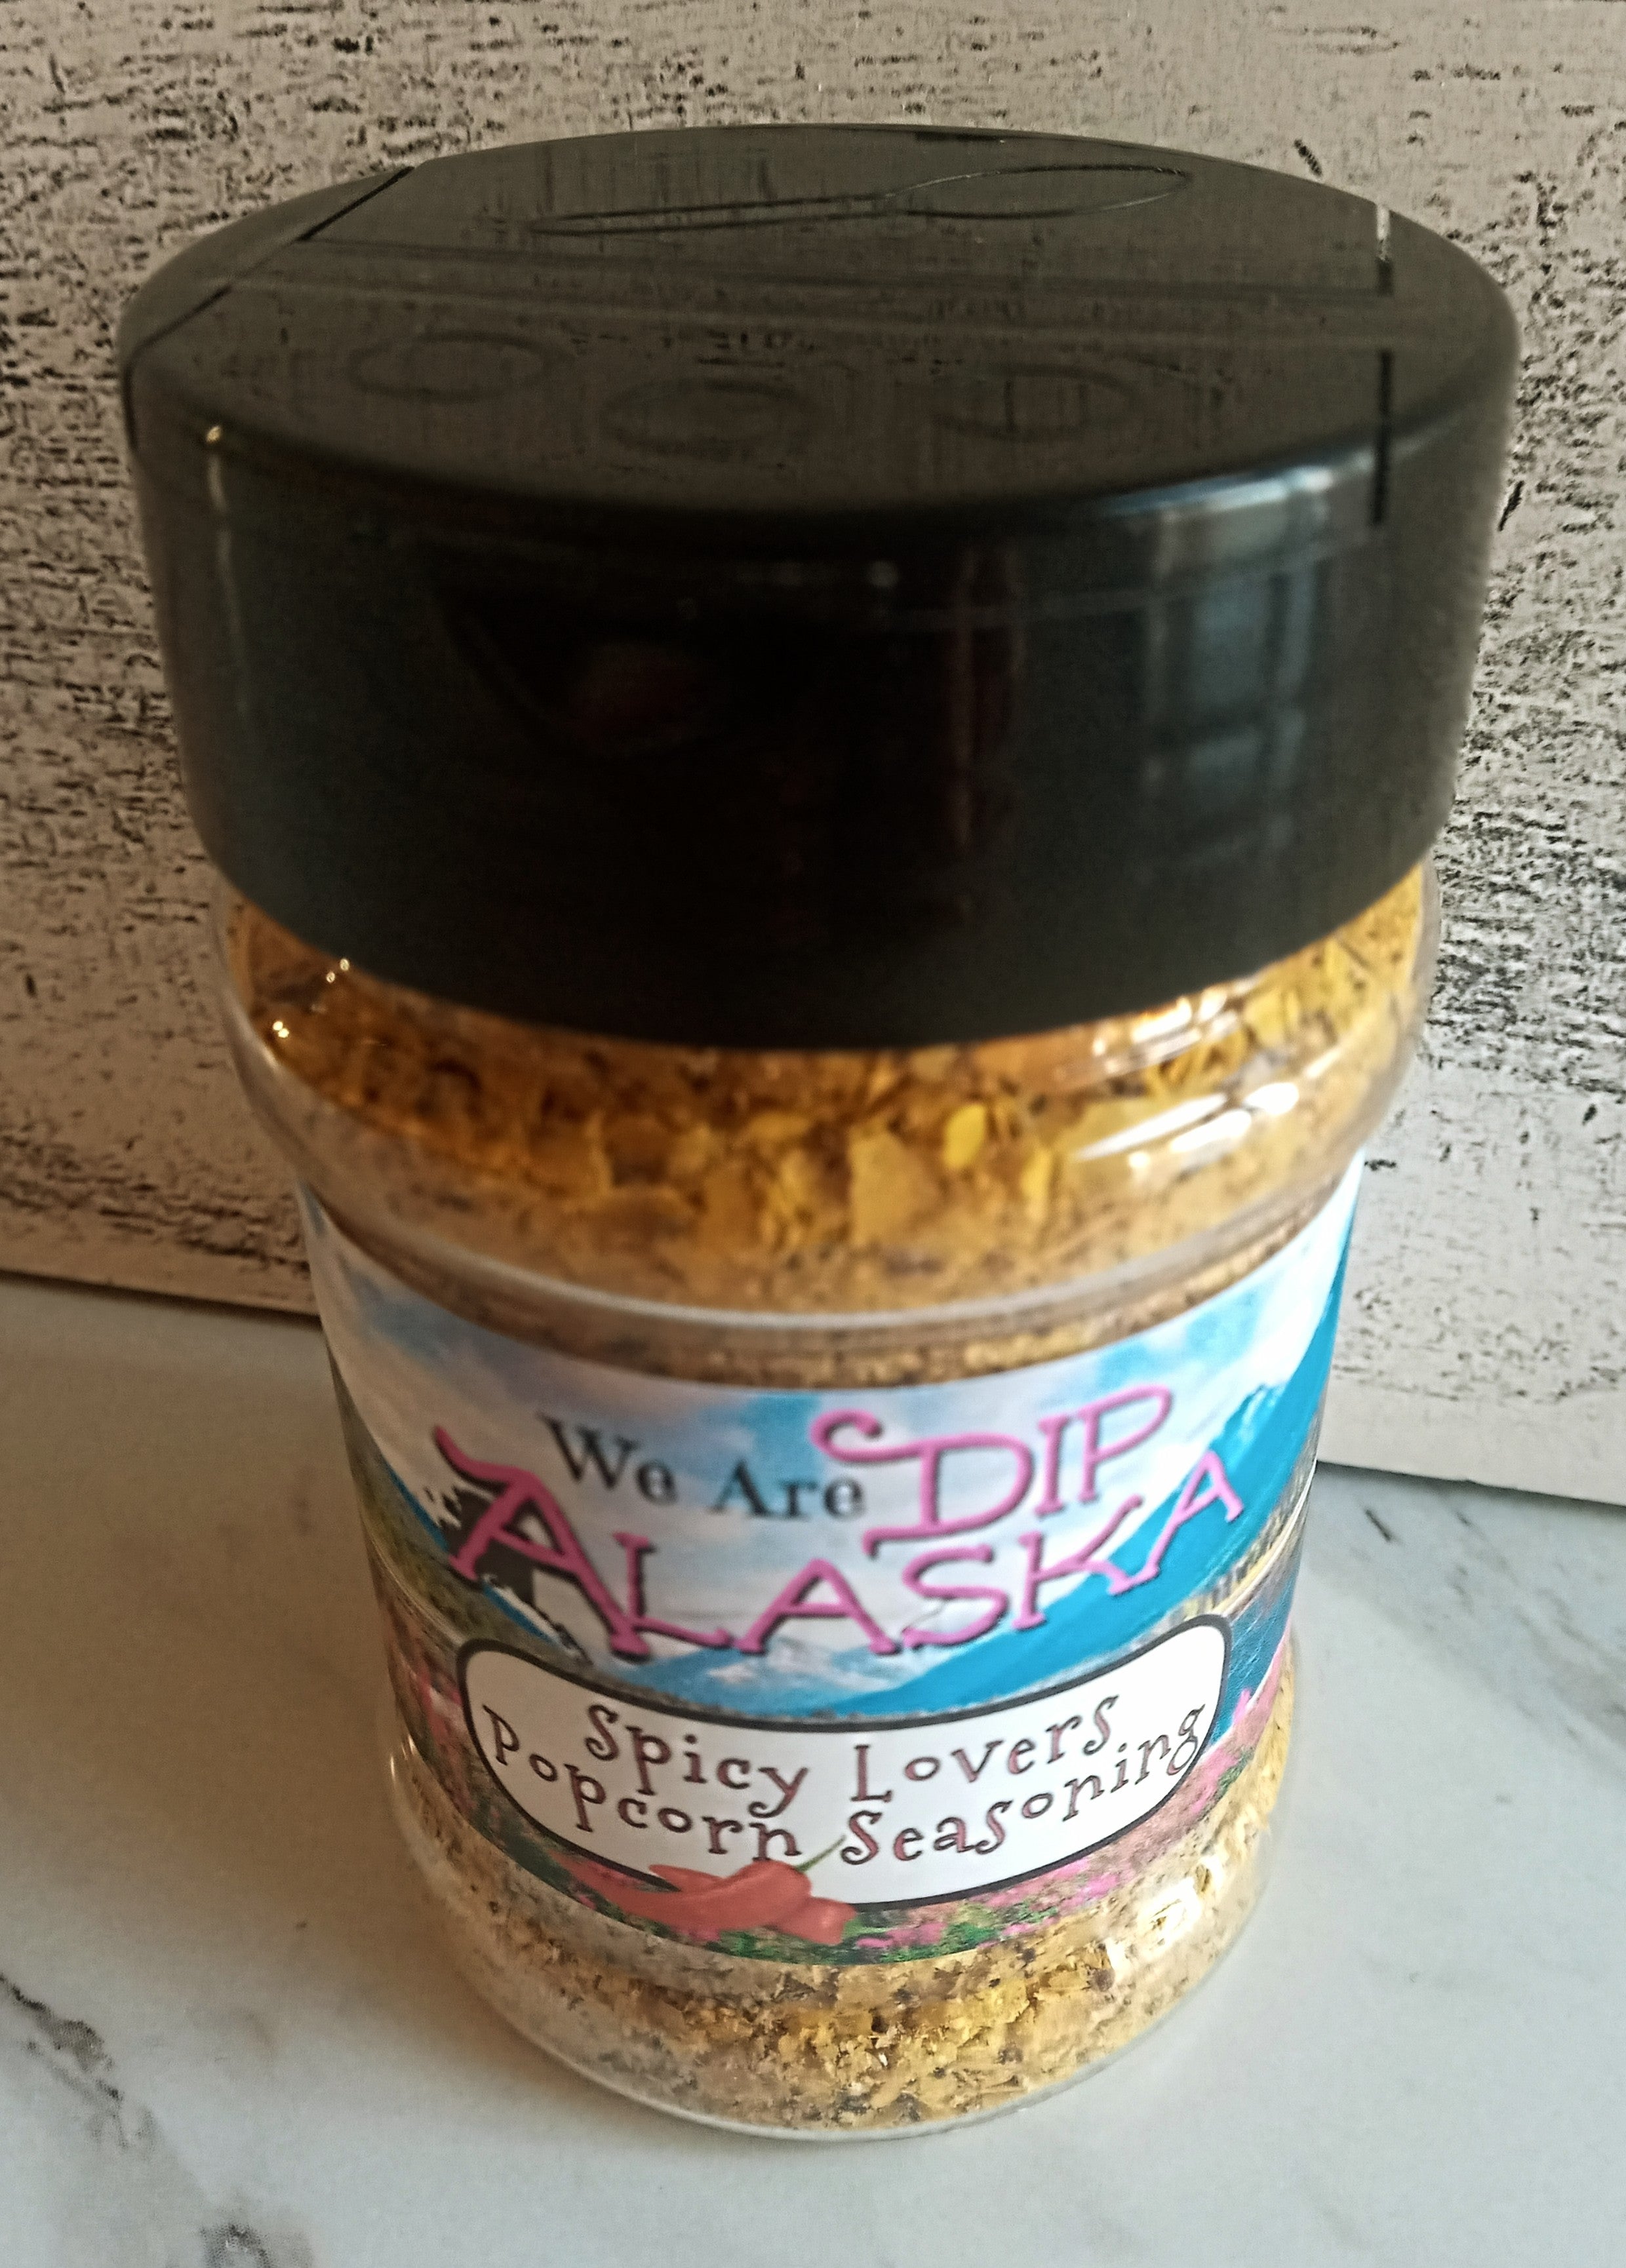 We Are DIP
ALASKA
Spicy Lovers
Popcorn Seasoning